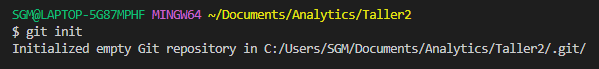 SGM@LAPTOP-5G87MPHF MINGW64 ~/Documents/Analytics/Taller2
$ git init
Initialized empty Git repository in C:/Users/SGM/Documents/Analytics/Taller2/.git/